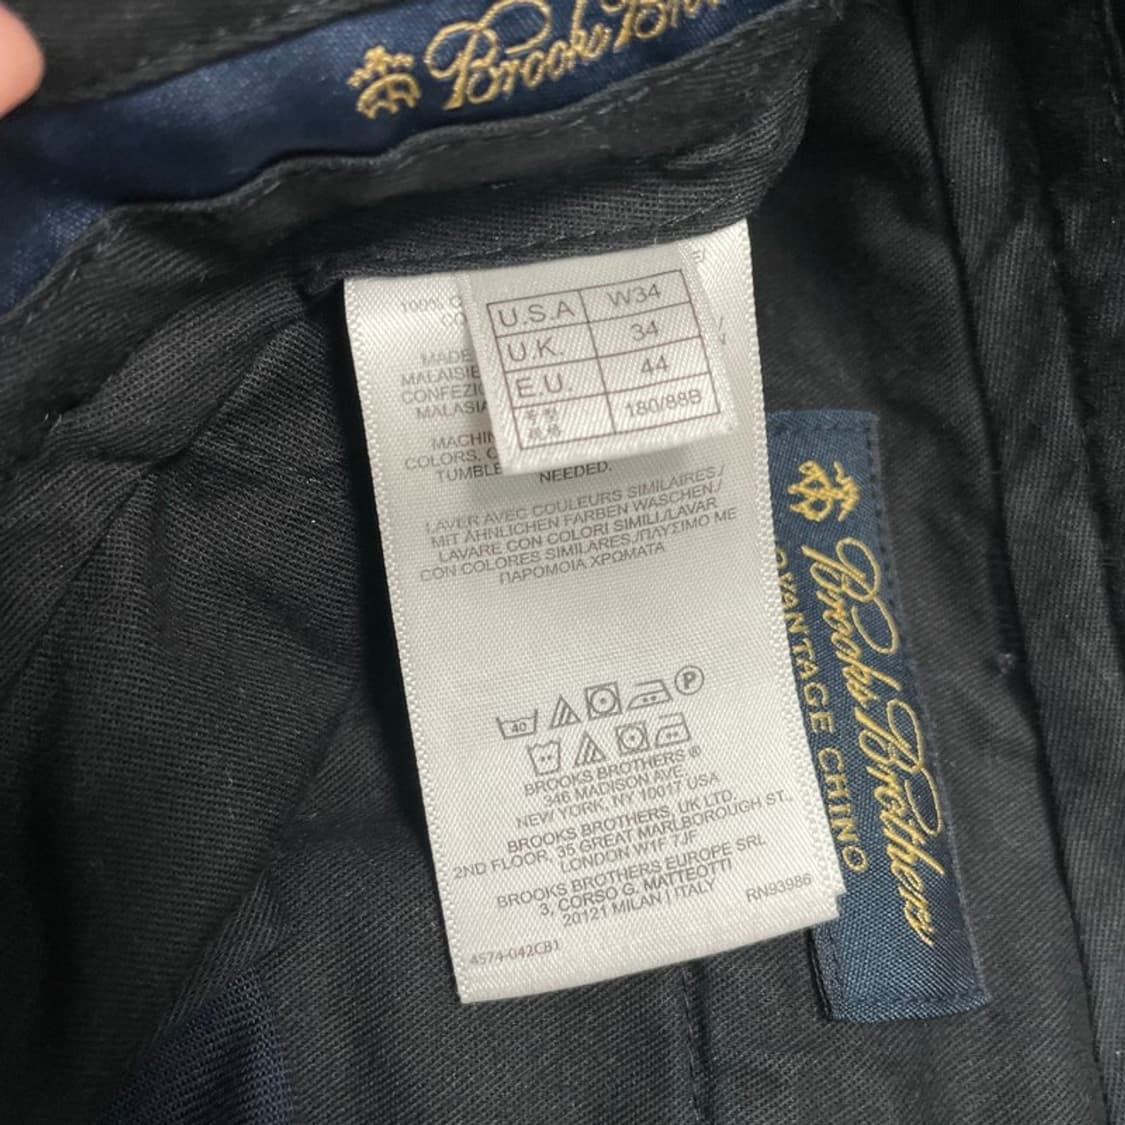 Brooks
U.S.A W34
U.K. 34
E.U. 44
180/88B
100%
MADE
MALAISIE
CONFEZI
MALASIA
MACHIN
COLORS,
TUMBLE
NEEDED.
LAVER AVEC COULEURS SIMILAIRES/
MIT ÄHNLICHEN FARBEN WASCHEN./
LAVARE CON COLORI SIMILI./LAVAR
CON COLORES SIMILARES./ΠΛΥΣΙΜΟ ΜΕ
ΠΑΡΟΜΟΙΑ ΧΡΩΜΑΤΑ
40
P
BROOKS BROTHERS ®
346 MADISON AVE.
NEW YORK, NY 10017 USA
BROOKS BROTHERS, UK LTD.
2ND FLOOR, 35 GREAT MARLBOROUGH ST.,
LONDON W1F 7JF
BROOKS BROTHERS EUROPE SRL
3, CORSO G. MATTEOTTI
20121 MILAN | ITALY
RN93986
4574-042CB1
Brooks Brothers
ADVANTAGE CHINO